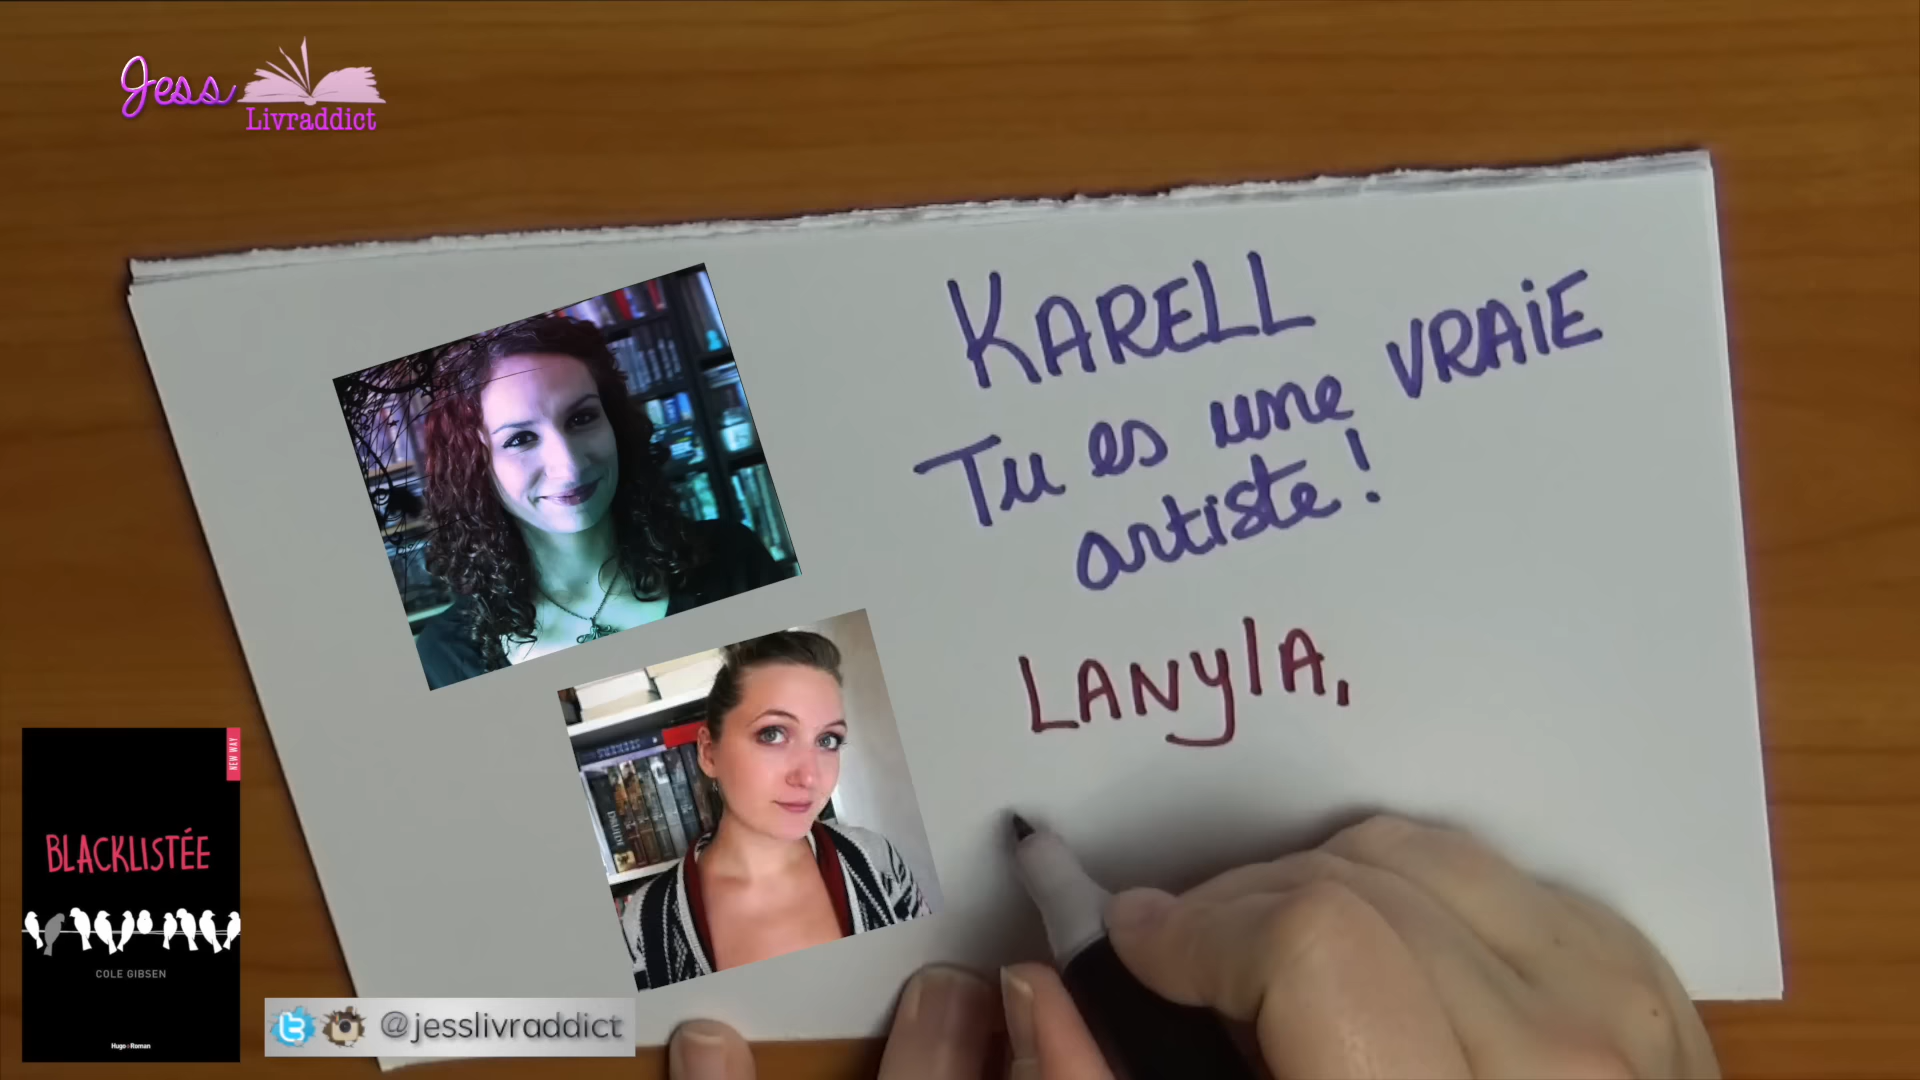 Jess
Livraddict
KARELL
Tu es une VRAiE
artiste !
LANYlA,
NEW WAY
BLACKLISTÉE
COLE GIBSEN
Hugo Roman
@jesslivraddict